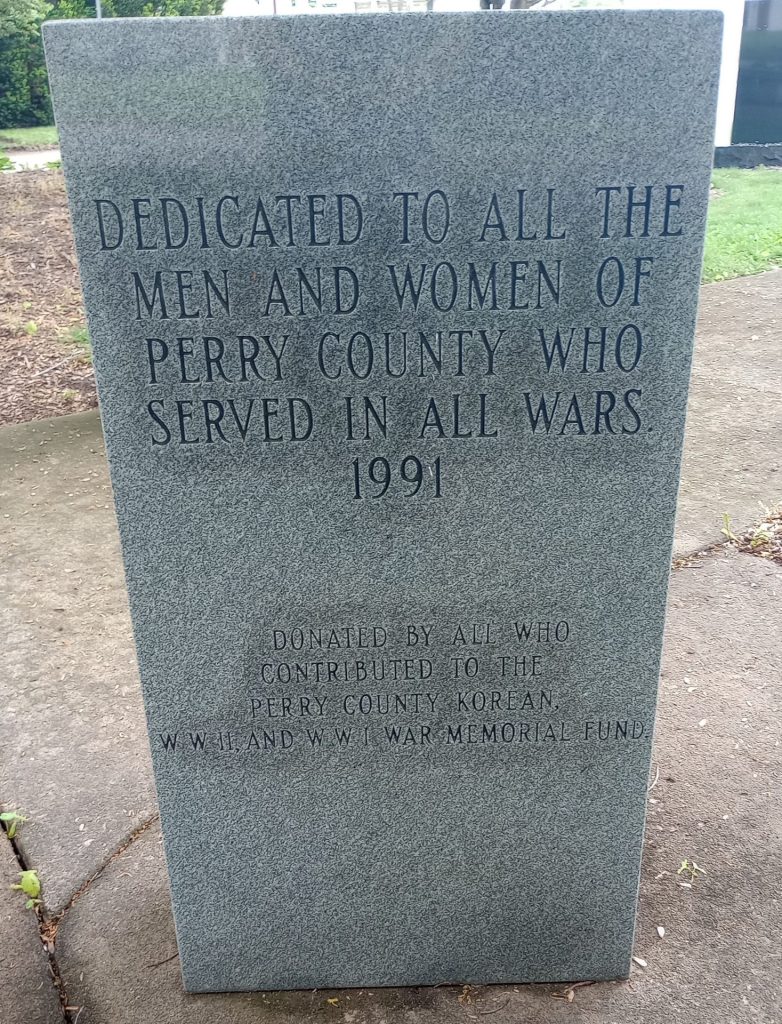 DEDICATED TO ALL THE
MEN AND WOMEN OF
PERRY COUNTY WHO
SERVED IN ALL WARS.
1991
DONATED BY ALL WHO
CONTRIBUTED TO THE
PERRY COUNTY KOREAN,
W W II, AND W W I WAR MEMORIAL FUND.